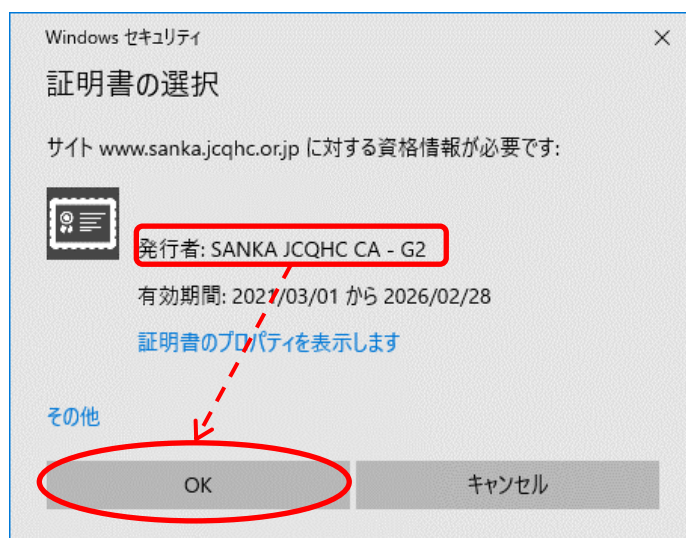 Windows セキュリティ
証明書の選択
サイト www.sanka.jcqhc.or.jp に対する資格情報が必要です:
発行者: SANKA JCQHC CA - G2
有効期間: 2021/03/01 から 2026/02/28
証明書のプロパティを表示します
その他
OK
キャンセル